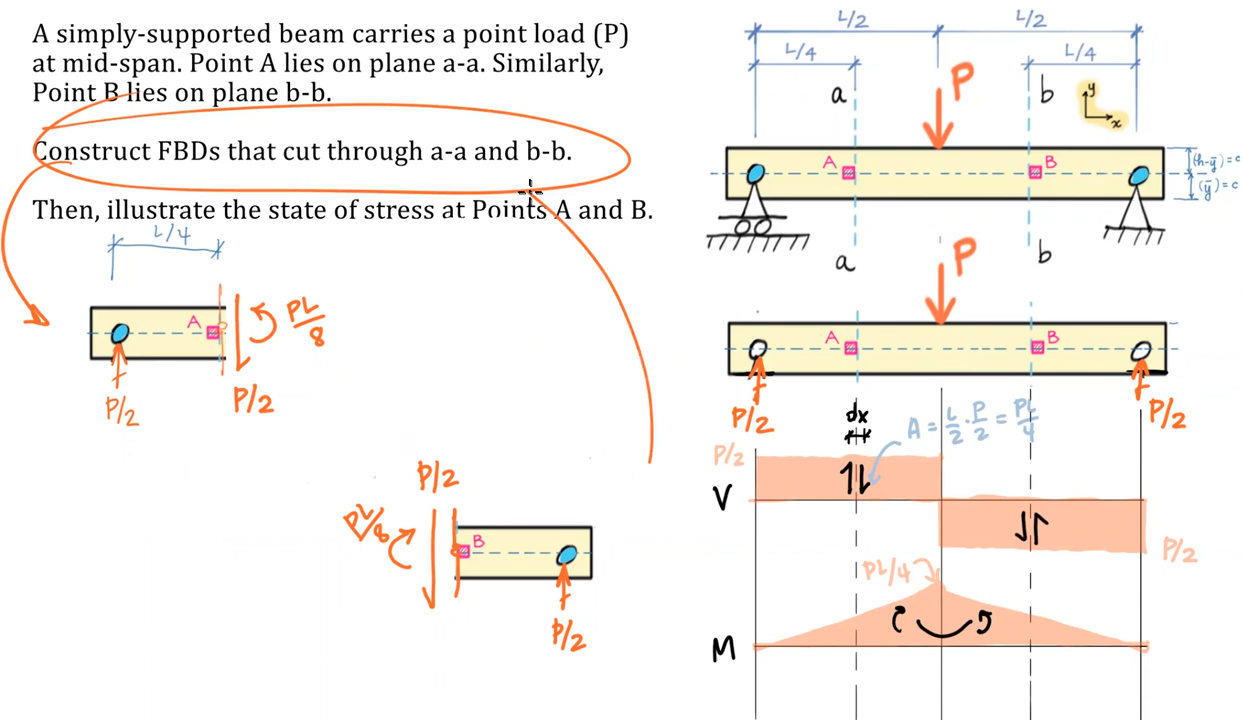 A simply-supported beam carries a point load (P)
at mid-span. Point A lies on plane a-a. Similarly,
Point B lies on plane b-b.
Construct FBDs that cut through a-a and b-b.
Then, illustrate the state of stress at Points A and B.
L/4
A
PL/8
P/2
P/2
P/2
PL/8
B
P/2
L/2
L/2
L/4
L/4
a
P
b
y
x
A
B
(h-ȳ)=c
(ȳ)=c
a
P
b
A
B
P/2
P/2
dx
A = L/2 · P/2 = PL/4
P/2
V
P/2
PL/4
M